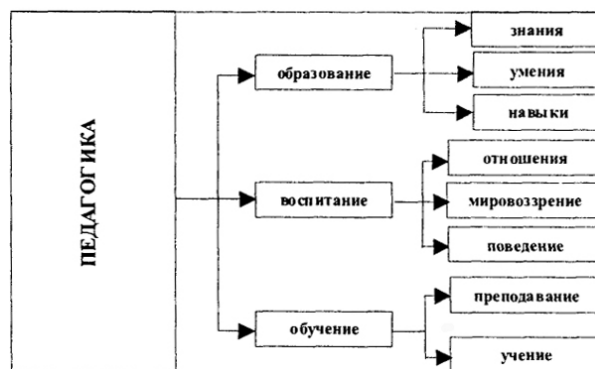 ПЕДАГОГИКА
образование
знания
умения
навыки
воспитание
отношения
мировоззрение
поведение
обучение
преподавание
учение